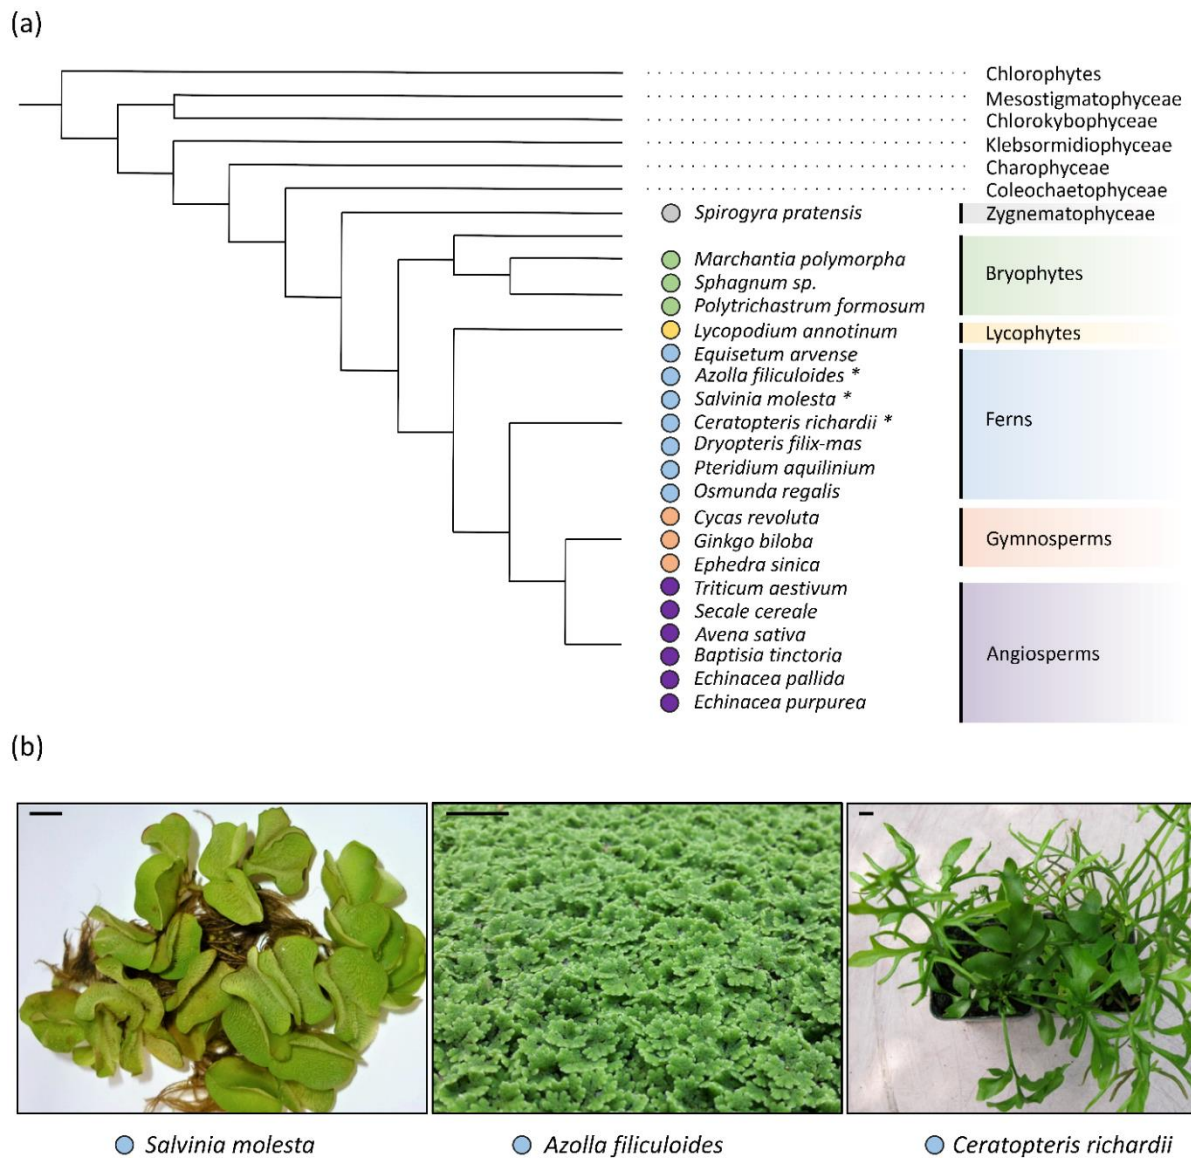 (a)
Chlorophytes
Mesostigmatophyceae
Chlorokybophyceae
Klebsormidiophyceae
Charophyceae
Coleochaetophyceae
Spirogyra pratensis Zygnematophyceae
Marchantia polymorpha
Bryophytes
Sphagnum sp.
Polytrichastrum formosum
Lycopodium annotinum Lycophytes
Equisetum arvense
Azolla filiculoides *
Salvinia molesta *
Ceratopteris richardii * Ferns
Dryopteris filix-mas
Pteridium aquilinium
Osmunda regalis
Cycas revoluta
Ginkgo biloba Gymnosperms
Ephedra sinica
Triticum aestivum
Secale cereale
Avena sativa
Baptisia tinctoria Angiosperms
Echinacea pallida
Echinacea purpurea
(b)
Salvinia molesta Azolla filiculoides Ceratopteris richardii